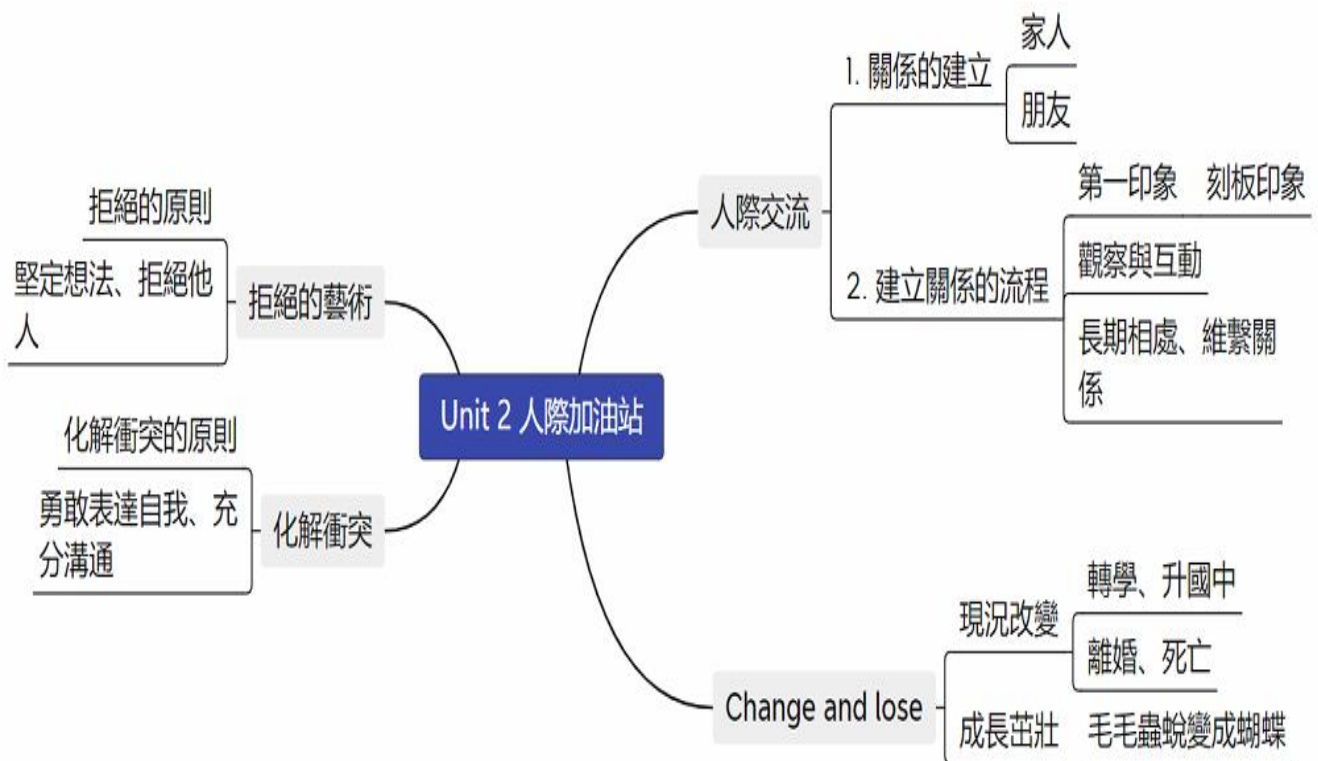 Unit 2 人際加油站
人際交流
1. 關係的建立
家人
朋友
2. 建立關係的流程
第一印象 刻板印象
觀察與互動
長期相處、維繫關
係
Change and lose
現況改變
轉學、升國中
離婚、死亡
成長茁壯 毛毛蟲蛻變成蝴蝶
拒絕的藝術
拒絕的原則
堅定想法、拒絕他
人
化解衝突
化解衝突的原則
勇敢表達自我、充
分溝通